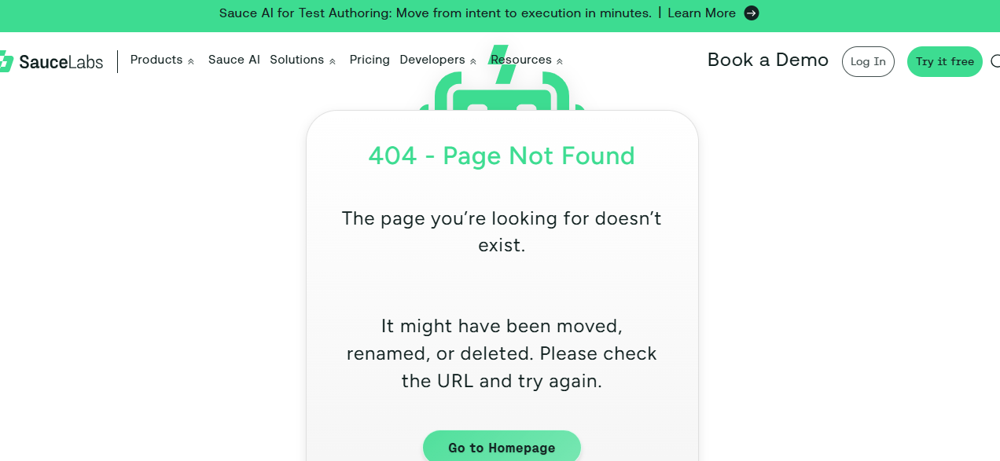 Sauce AI for Test Authoring: Move from intent to execution in minutes. | Learn More
SauceLabs Products Sauce AI Solutions Pricing Developers Resources Book a Demo Log In Try it free
404 - Page Not Found
The page you’re looking for doesn’t
exist.
It might have been moved,
renamed, or deleted. Please check
the URL and try again.
Go to Homepage